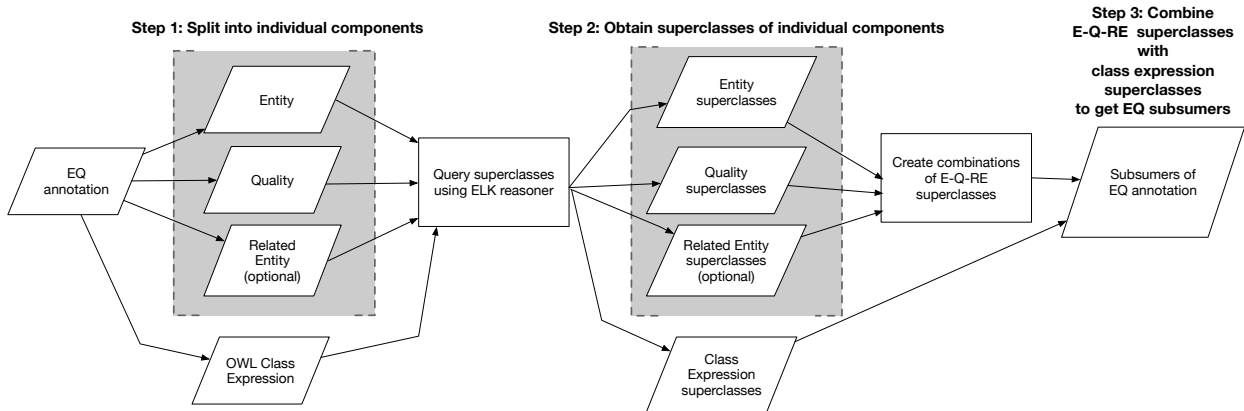 Step 1: Split into individual components
Step 2: Obtain superclasses of individual components
Step 3: Combine
E-Q-RE superclasses
with
class expression
superclasses
to get EQ subsumers
EQ
annotation
Entity
Quality
Related
Entity
(optional)
OWL Class
Expression
Query superclasses
using ELK reasoner
Entity
superclasses
Quality
superclasses
Related Entity
superclasses
(optional)
Class
Expression
superclasses
Create combinations
of E-Q-RE
superclasses
Subsumers of
EQ annotation